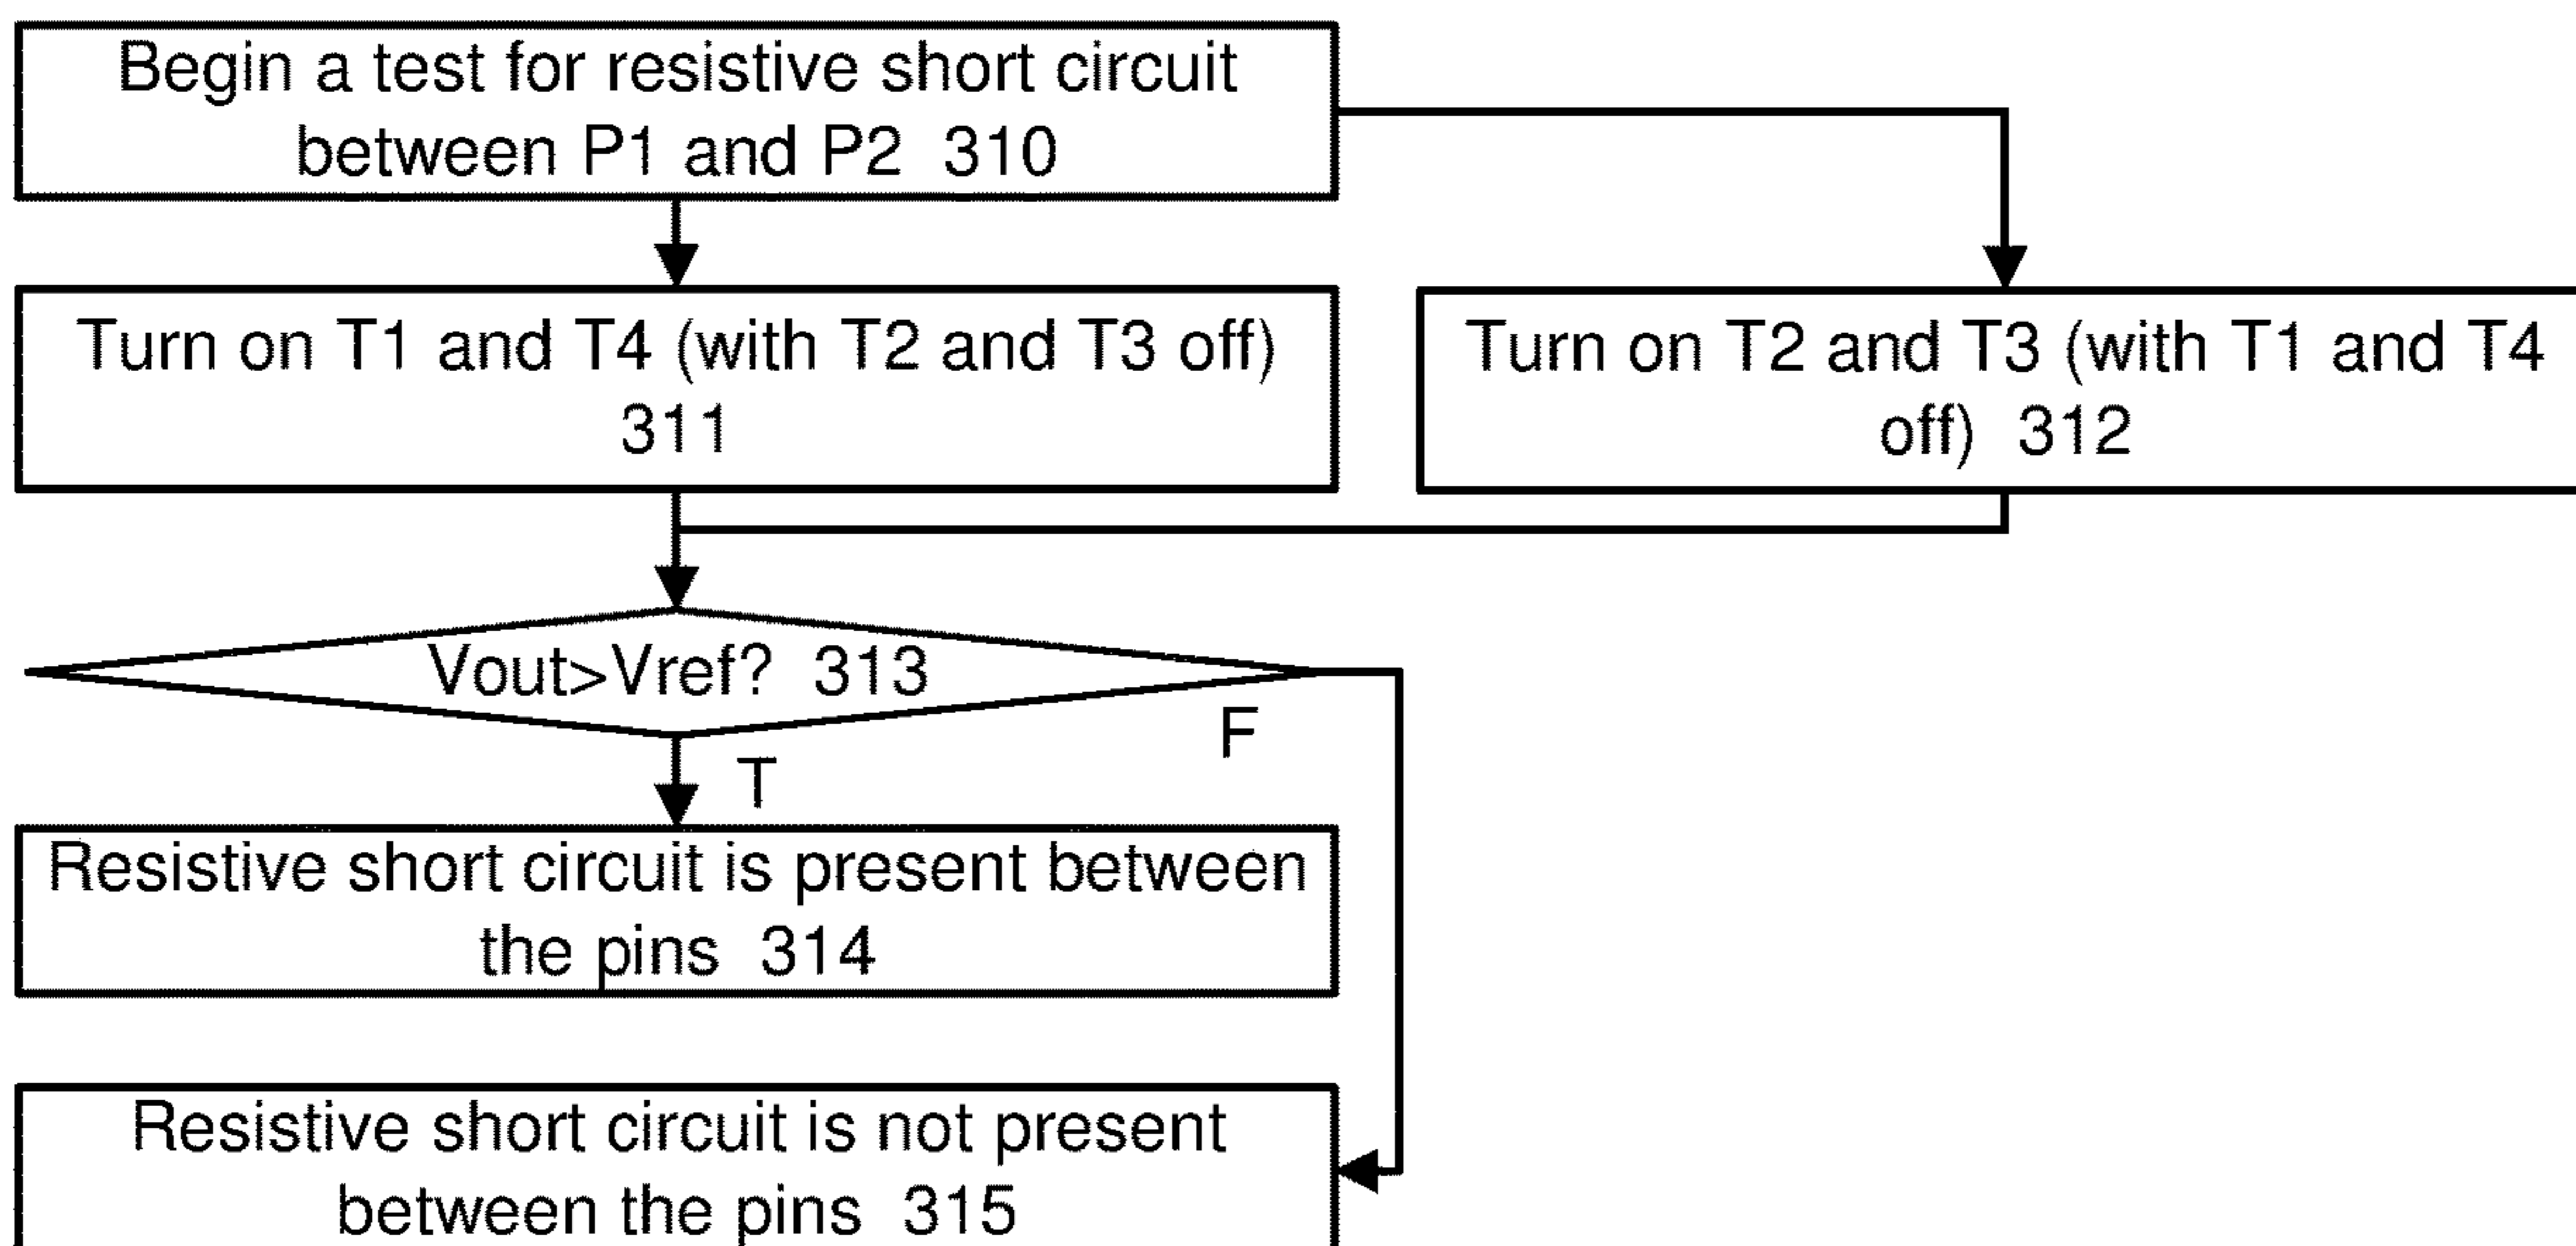 Begin a test for resistive short circuit
between P1 and P2 310
Turn on T1 and T4 (with T2 and T3 off)
311
Turn on T2 and T3 (with T1 and T4
off) 312
Vout>Vref? 313
F
T
Resistive short circuit is present between
the pins 314
Resistive short circuit is not present
between the pins 315